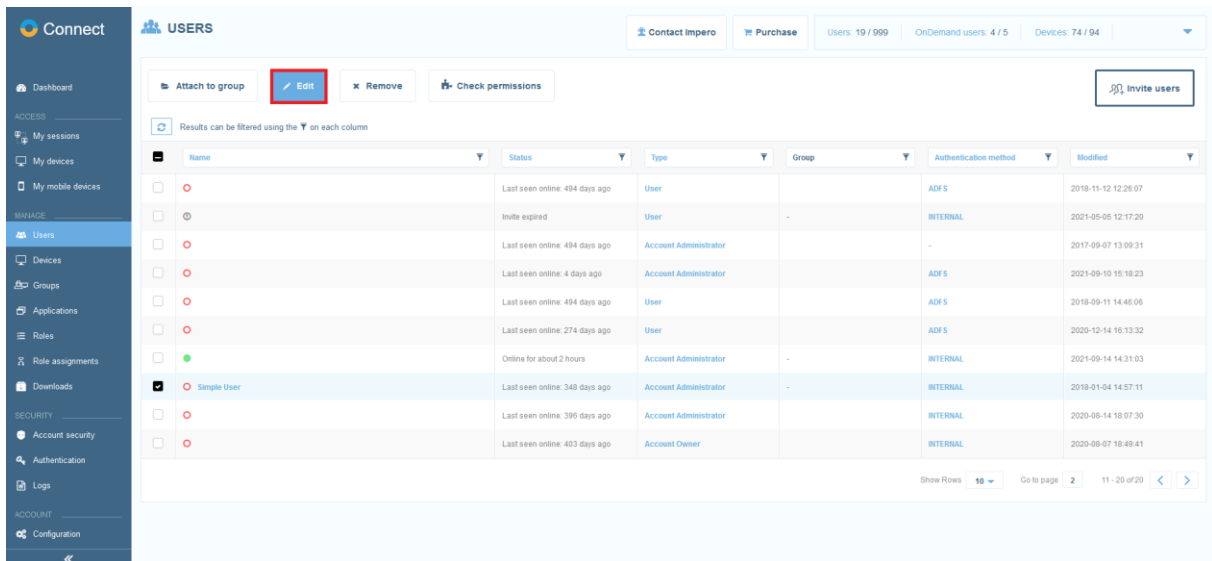 Connect
USERS
Contact Impero
Purchase
Users: 19 / 999
OnDemand users: 4 / 5
Devices: 74 / 94
Dashboard
ACCESS
My sessions
My devices
My mobile devices
MANAGE
Users
Devices
Groups
Applications
Roles
Role assignments
Downloads
SECURITY
Account security
Authentication
Logs
ACCOUNT
Configuration
Attach to group
Edit
Remove
Check permissions
Invite users
Results can be filtered using the on each column
Name Status Type Group Authentication method Modified
Last seen online: 494 days ago User ADFS 2018-11-12 12:26:07
Invite expired User - INTERNAL 2021-05-05 12:17:20
Last seen online: 494 days ago Account Administrator - 2017-09-07 13:09:31
Last seen online: 4 days ago Account Administrator ADFS 2021-09-10 15:18:23
Last seen online: 494 days ago User ADFS 2018-09-11 14:46:06
Last seen online: 274 days ago User ADFS 2020-12-14 16:13:32
Online for about 2 hours Account Administrator - INTERNAL 2021-09-14 14:31:03
Simple User Last seen online: 348 days ago Account Administrator - INTERNAL 2018-01-04 14:57:11
Last seen online: 396 days ago Account Administrator INTERNAL 2020-08-14 18:07:30
Last seen online: 403 days ago Account Owner INTERNAL 2020-08-07 18:49:41
Show Rows 10 Go to page 2 11 - 20 of 20